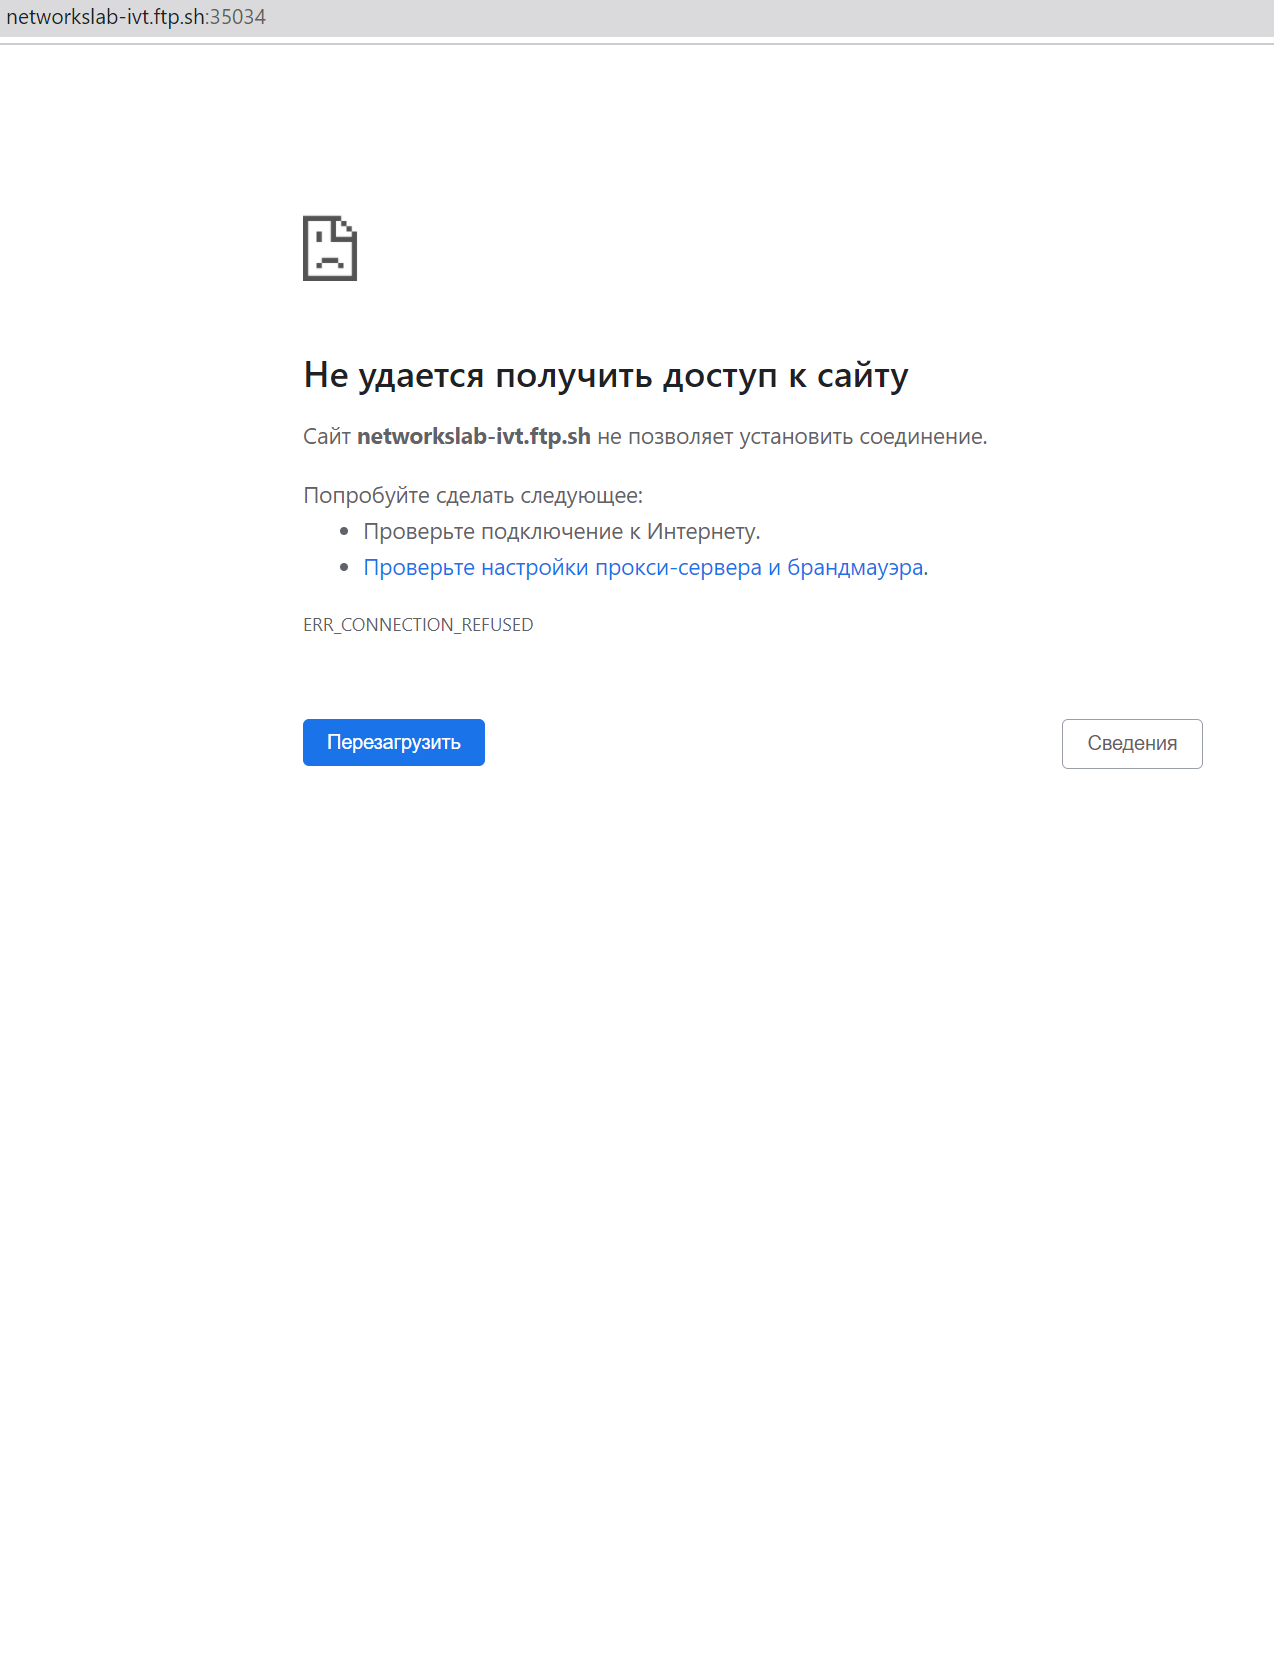 networkslab-ivt.ftp.sh:35034
Не удается получить доступ к сайту
Сайт networkslab-ivt.ftp.sh не позволяет установить соединение.
Попробуйте сделать следующее:
• Проверьте подключение к Интернету.
• Проверьте настройки прокси-сервера и брандмауэра.
ERR_CONNECTION_REFUSED
Перезагрузить
Сведения